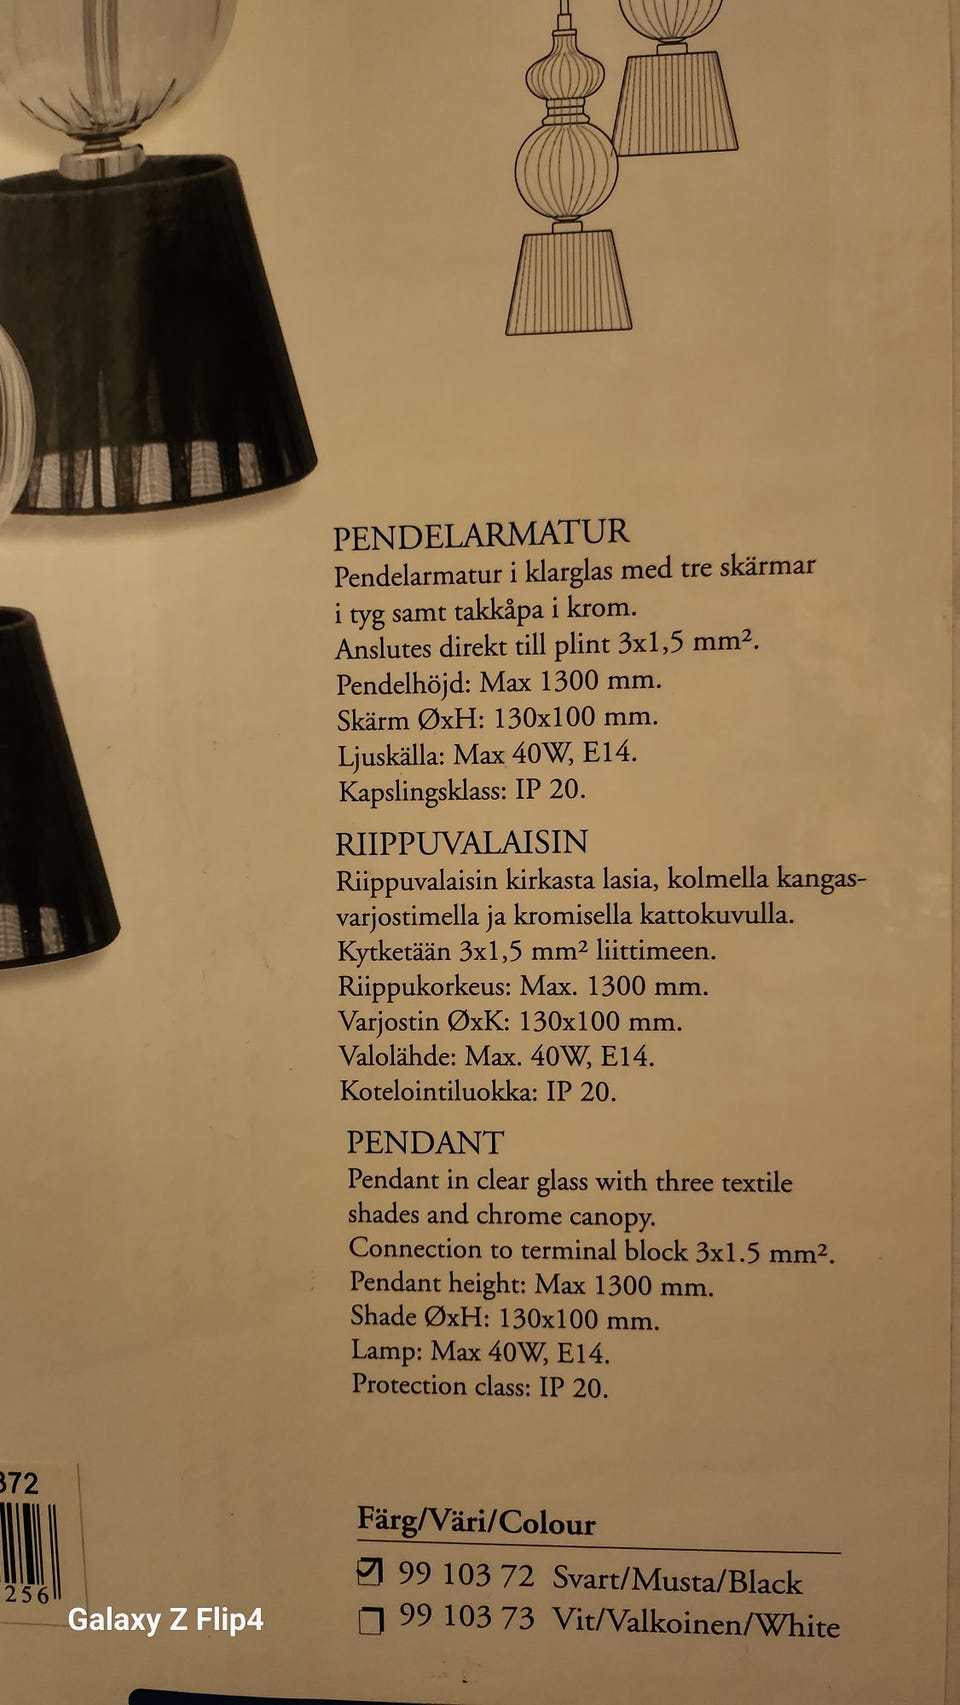 PENDELARMATUR
Pendelarmatur i klarglas med tre skärmar
i tyg samt takkåpa i krom.
Anslutes direkt till plint 3x1,5 mm².
Pendelhöjd: Max 1300 mm.
Skärm ØxH: 130x100 mm.
Ljuskälla: Max 40W, E14.
Kapslingsklass: IP 20.
RIIPPUVALAISIN
Riippuvalaisin kirkasta lasia, kolmella kangas-
varjostimella ja kromisella kattokuvulla.
Kytketään 3x1,5 mm² liittimeen.
Riippukorkeus: Max. 1300 mm.
Varjostin ØxK: 130x100 mm.
Valolähde: Max. 40W, E14.
Kotelointiluokka: IP 20.
PENDANT
Pendant in clear glass with three textile
shades and chrome canopy.
Connection to terminal block 3x1.5 mm².
Pendant height: Max 1300 mm.
Shade ØxH: 130x100 mm.
Lamp: Max 40W, E14.
Protection class: IP 20.
372
256
Färg/Väri/Colour
99 103 72 Svart/Musta/Black
99 103 73 Vit/Valkoinen/White
Galaxy Z Flip4